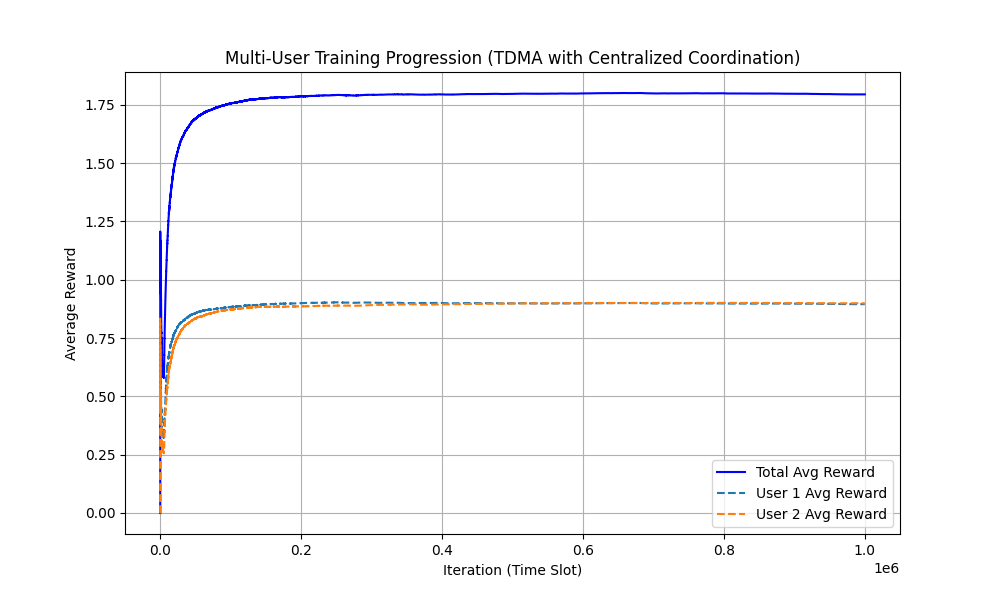 Multi-User Training Progression (TDMA with Centralized Coordination)
Average Reward
1.75
1.50
1.25
1.00
0.75
0.50
0.25
0.00
Total Avg Reward
User 1 Avg Reward
User 2 Avg Reward
0.0 0.2 0.4 0.6 0.8 1.0
1e6
Iteration (Time Slot)